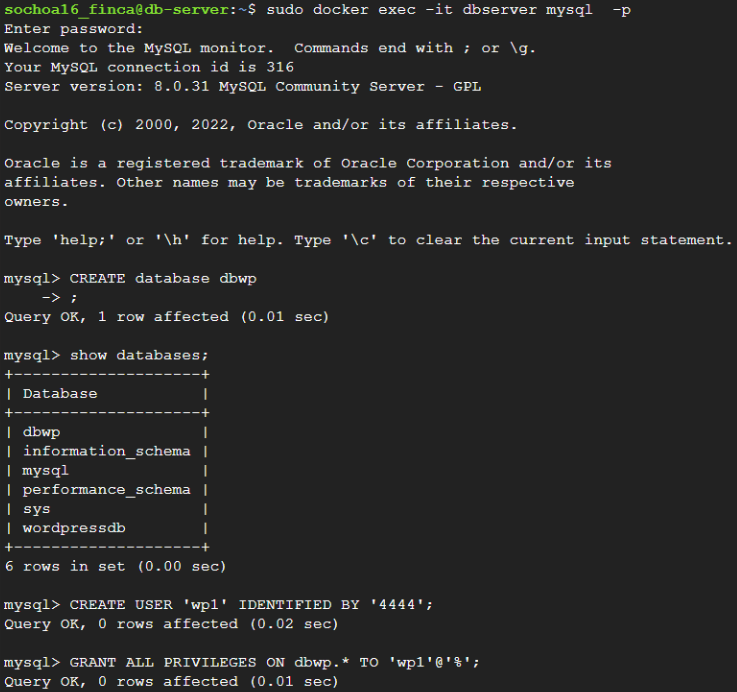 sochoa16_finca@db-server:~$ sudo docker exec -it dbserver mysql  -p
Enter password:
Welcome to the MySQL monitor.  Commands end with ; or \g.
Your MySQL connection id is 316
Server version: 8.0.31 MySQL Community Server - GPL

Copyright (c) 2000, 2022, Oracle and/or its affiliates.

Oracle is a registered trademark of Oracle Corporation and/or its
affiliates. Other names may be trademarks of their respective
owners.

Type 'help;' or '\h' for help. Type '\c' to clear the current input statement.

mysql> CREATE database dbwp
    -> ;
Query OK, 1 row affected (0.01 sec)

mysql> show databases;
+--------------------+
| Database           |
+--------------------+
| dbwp               |
| information_schema |
| mysql              |
| performance_schema |
| sys                |
| wordpressdb        |
+--------------------+
6 rows in set (0.00 sec)

mysql> CREATE USER 'wp1' IDENTIFIED BY '4444';
Query OK, 0 rows affected (0.02 sec)

mysql> GRANT ALL PRIVILEGES ON dbwp.* TO 'wp1'@'%';
Query OK, 0 rows affected (0.01 sec)